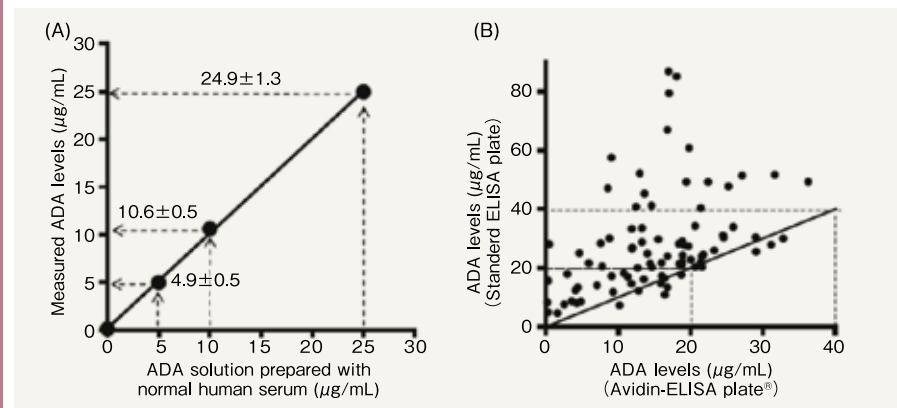 (A)
30
25
20
15
10
5
0
Measured ADA levels (μg/mL)
24.9±1.3
10.6±0.5
4.9±0.5
0 5 10 15 20 25 30
ADA solution prepared with
normal human serum (μg/mL)
(B)
80
60
40
20
0
ADA levels (μg/mL)
(Standerd ELISA plate)
0 10 20 30 40
ADA levels (μg/mL)
(Avidin-ELISA plate®)